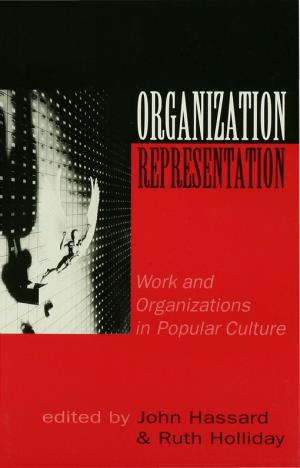 ORGANIZATION
REPRESENTATION
Work and
Organizations
in Popular Culture
edited by John Hassard
& Ruth Holliday